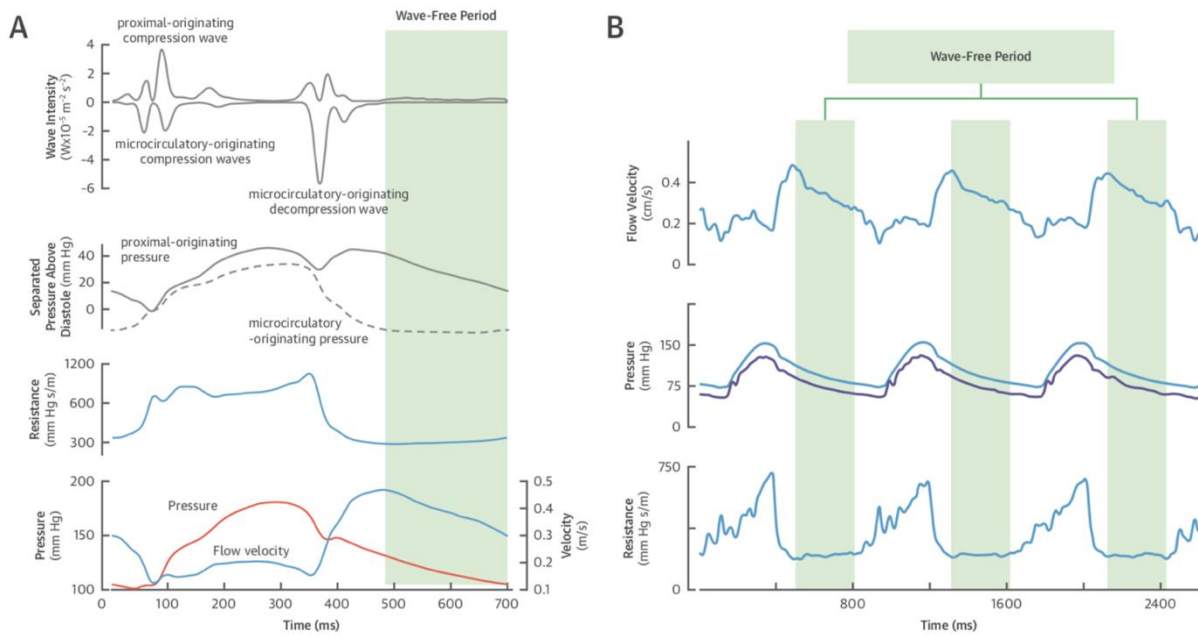 A
Wave-Free Period
proximal-originating
compression wave
4
2
0
-2
-4
-6
Wave Intensity
(Wx10⁻⁵ m⁻² s⁻²)
microcirculatory-originating
compression waves
microcirculatory-originating
decompression wave
proximal-originating
pressure
40
20
0
Separated
Pressure Above
Diastole (mm Hg)
microcirculatory
-originating pressure
1200
600
300
Resistance
(mm Hg s/m)
200
150
100
Pressure
(mm Hg)
Pressure
Flow velocity
0.5
0.4
0.3
0.2
0.1
Velocity
(m/s)
0
100
200
300
400
500
600
700
Time (ms)
B
Wave-Free Period
0.4
0.2
0
Flow Velocity
(cm/s)
150
75
0
Pressure
(mm Hg)
750
0
Resistance
(mm Hg s/m)
800
1600
2400
Time (ms)